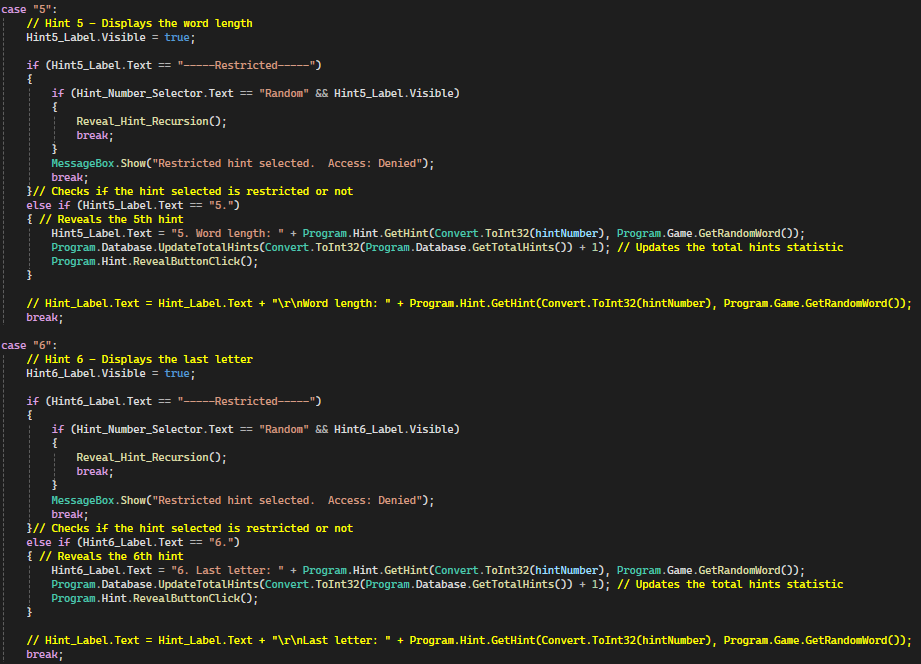 case "5":
// Hint 5 - Displays the word length
Hint5_Label.Visible = true;
if (Hint5_Label.Text == "-----Restricted-----")
{
if (Hint_Number_Selector.Text == "Random" && Hint5_Label.Visible)
{
Reveal_Hint_Recursion();
break;
}
MessageBox.Show("Restricted hint selected.  Access: Denied");
break;
}// Checks if the hint selected is restricted or not
else if (Hint5_Label.Text == "5.")
{ // Reveals the 5th hint
Hint5_Label.Text = "5. Word length: " + Program.Hint.GetHint(Convert.ToInt32(hintNumber), Program.Game.GetRandomWord());
Program.Database.UpdateTotalHints(Convert.ToInt32(Program.Database.GetTotalHints()) + 1); // Updates the total hints statistic
Program.Hint.RevealButtonClick();
}
// Hint_Label.Text = Hint_Label.Text + "\r\nWord length: " + Program.Hint.GetHint(Convert.ToInt32(hintNumber), Program.Game.GetRandomWord());
break;
case "6":
// Hint 6 - Displays the last letter
Hint6_Label.Visible = true;
if (Hint6_Label.Text == "-----Restricted-----")
{
if (Hint_Number_Selector.Text == "Random" && Hint6_Label.Visible)
{
Reveal_Hint_Recursion();
break;
}
MessageBox.Show("Restricted hint selected.  Access: Denied");
break;
}// Checks if the hint selected is restricted or not
else if (Hint6_Label.Text == "6.")
{ // Reveals the 6th hint
Hint6_Label.Text = "6. Last letter: " + Program.Hint.GetHint(Convert.ToInt32(hintNumber), Program.Game.GetRandomWord());
Program.Database.UpdateTotalHints(Convert.ToInt32(Program.Database.GetTotalHints()) + 1); // Updates the total hints statistic
Program.Hint.RevealButtonClick();
}
// Hint_Label.Text = Hint_Label.Text + "\r\nLast letter: " + Program.Hint.GetHint(Convert.ToInt32(hintNumber), Program.Game.GetRandomWord());
break;